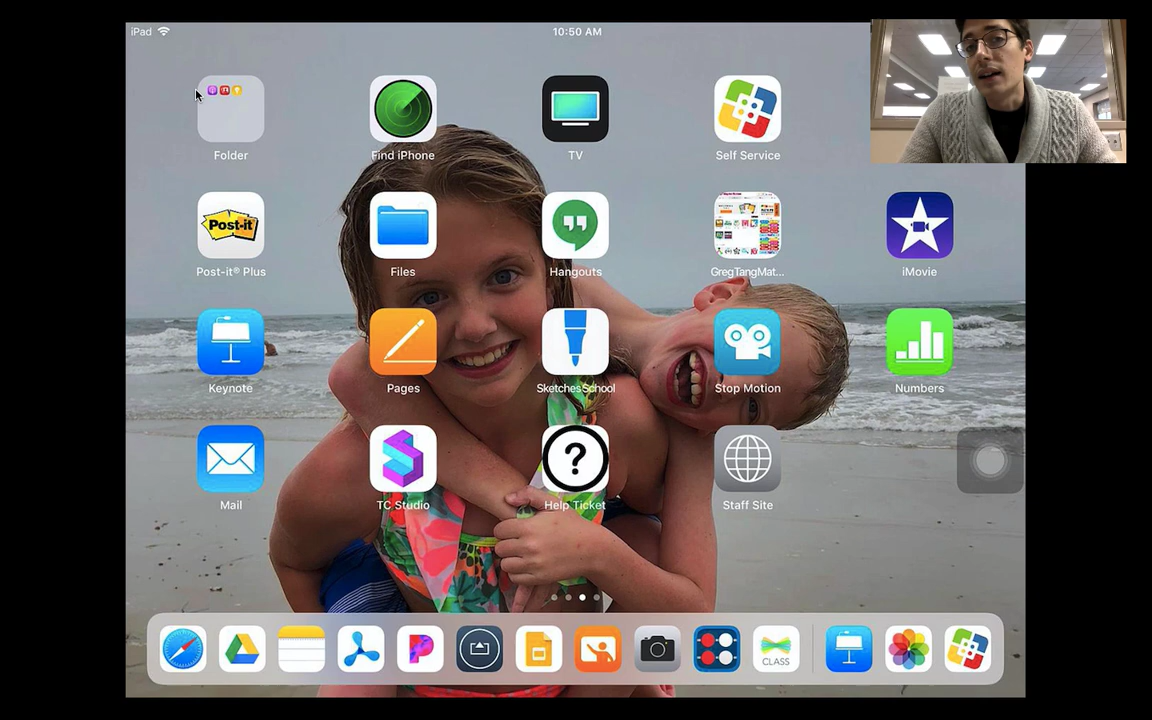 iPad
10:50 AM
Folder
Find iPhone
TV
Self Service
Post-it
Post-it® Plus
Files
Hangouts
GregTangMat...
iMovie
Keynote
Pages
SketchesSchool
Stop Motion
Numbers
?
Mail
TC Studio
Help Ticket
Staff Site
CLASS